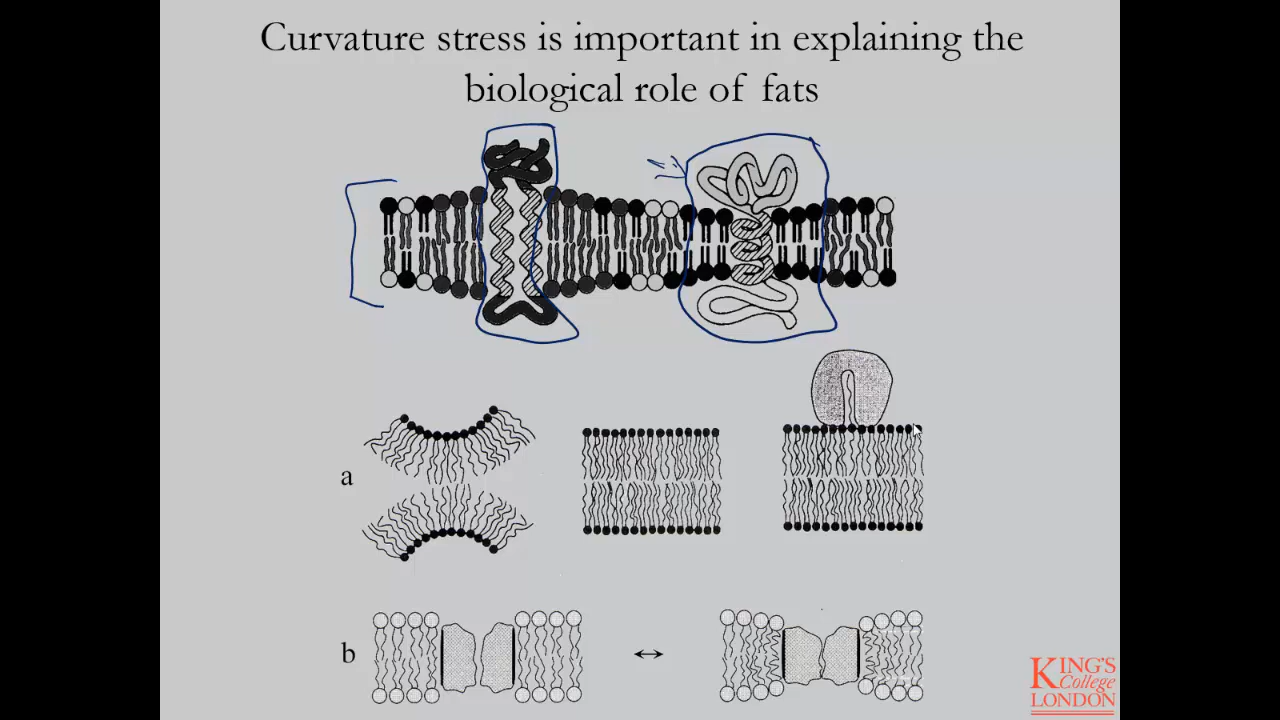 Curvature stress is important in explaining the
biological role of fats
a
b
KING'S
College
LONDON